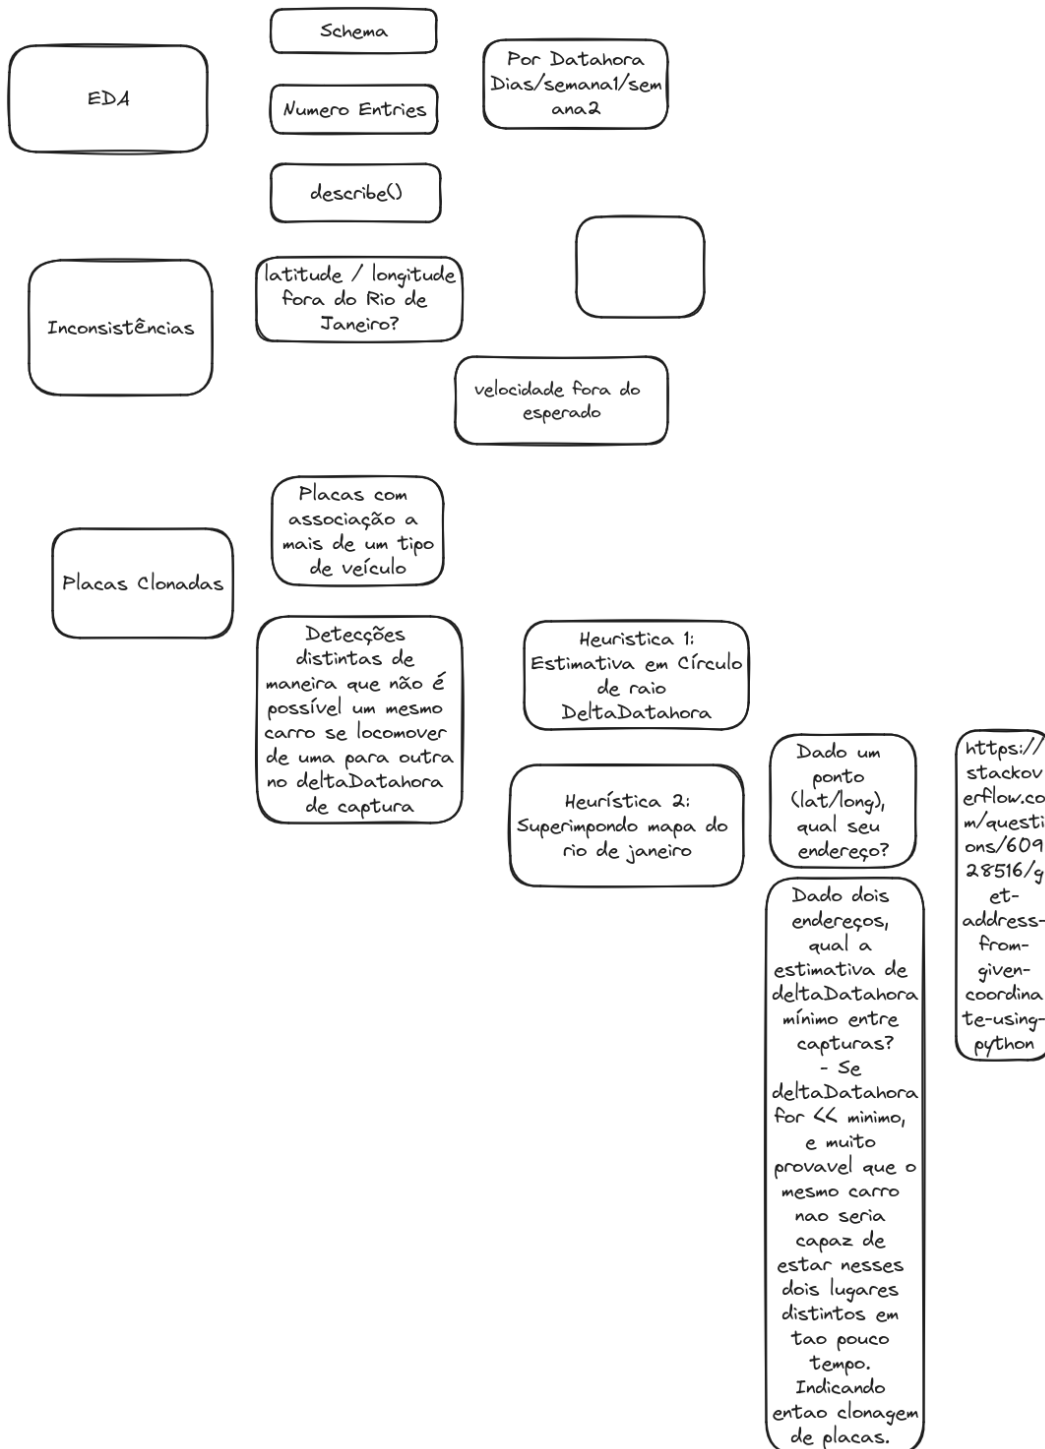 Schema
EDA
Por Datahora
Dias/semana1/sem
ana2
Numero Entries
describe()
latitude / longitude
fora do Rio de
Janeiro?
Inconsistências
velocidade fora do
esperado
Placas com
associação a
mais de um tipo
de veículo
Placas Clonadas
Detecções
distintas de
maneira que não é
possível um mesmo
carro se locomover
de uma para outra
no deltaDatahora
de captura
Heuristica 1:
Estimativa em Círculo
de raio
DeltaDatahora
Heurística 2:
Superimpondo mapa do
rio de janeiro
Dado um
ponto
(lat/long),
qual seu
endereço?
https://
stackov
erflow.co
m/questi
ons/609
28516/g
et-
address-
from-
given-
coordina
te-using-
python
Dado dois
endereços,
qual a
estimativa de
deltaDatahora
mínimo entre
capturas?
- Se
deltaDatahora
for << minimo,
e muito
provavel que o
mesmo carro
nao seria
capaz de
estar nesses
dois lugares
distintos em
tao pouco
tempo.
Indicando
entao clonagem
de placas.